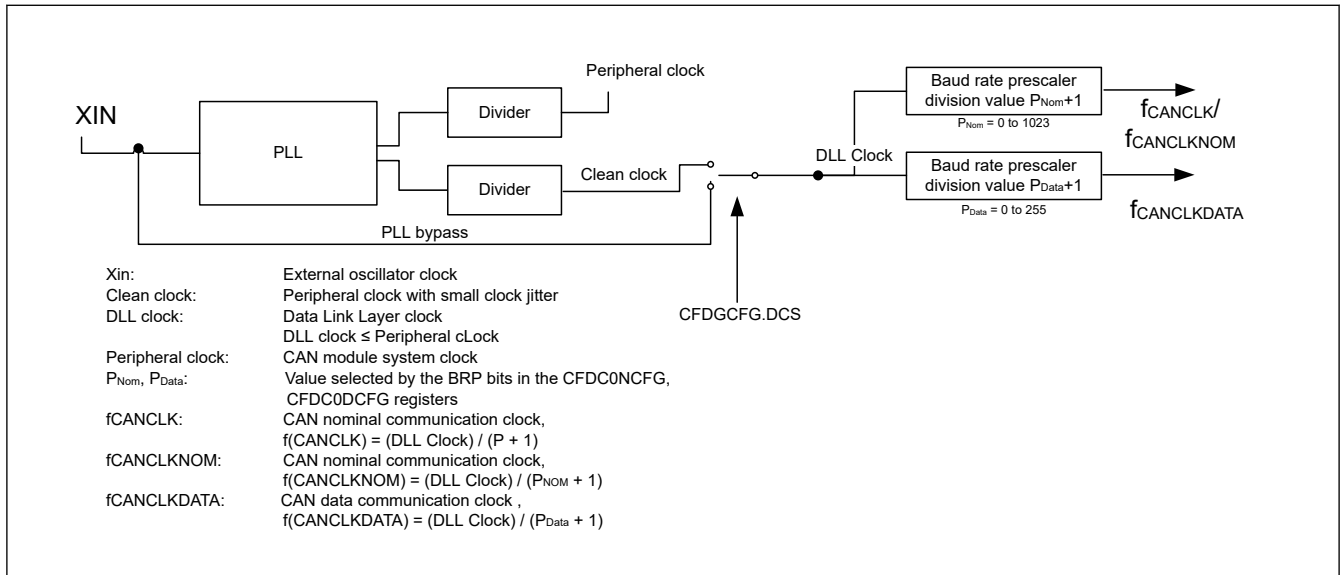 Peripheral clock
XIN
PLL
Divider
Divider
Clean clock
PLL bypass
DLL Clock
CFDGCFG.DCS
Baud rate prescaler
division value PNom+1
PNom = 0 to 1023
fCANCLK/
fCANCLKNOM
Baud rate prescaler
division value PData+1
PData = 0 to 255
fCANCLKDATA
Xin: External oscillator clock
Clean clock: Peripheral clock with small clock jitter
DLL clock: Data Link Layer clock
DLL clock ≤ Peripheral cLock
Peripheral clock: CAN module system clock
PNom, PData: Value selected by the BRP bits in the CFDC0NCFG,
CFDC0DCFG registers
fCANCLK: CAN nominal communication clock,
f(CANCLK) = (DLL Clock) / (P + 1)
fCANCLKNOM: CAN nominal communication clock,
f(CANCLKNOM) = (DLL Clock) / (PNOM + 1)
fCANCLKDATA: CAN data communication clock ,
f(CANCLKDATA) = (DLL Clock) / (PData + 1)